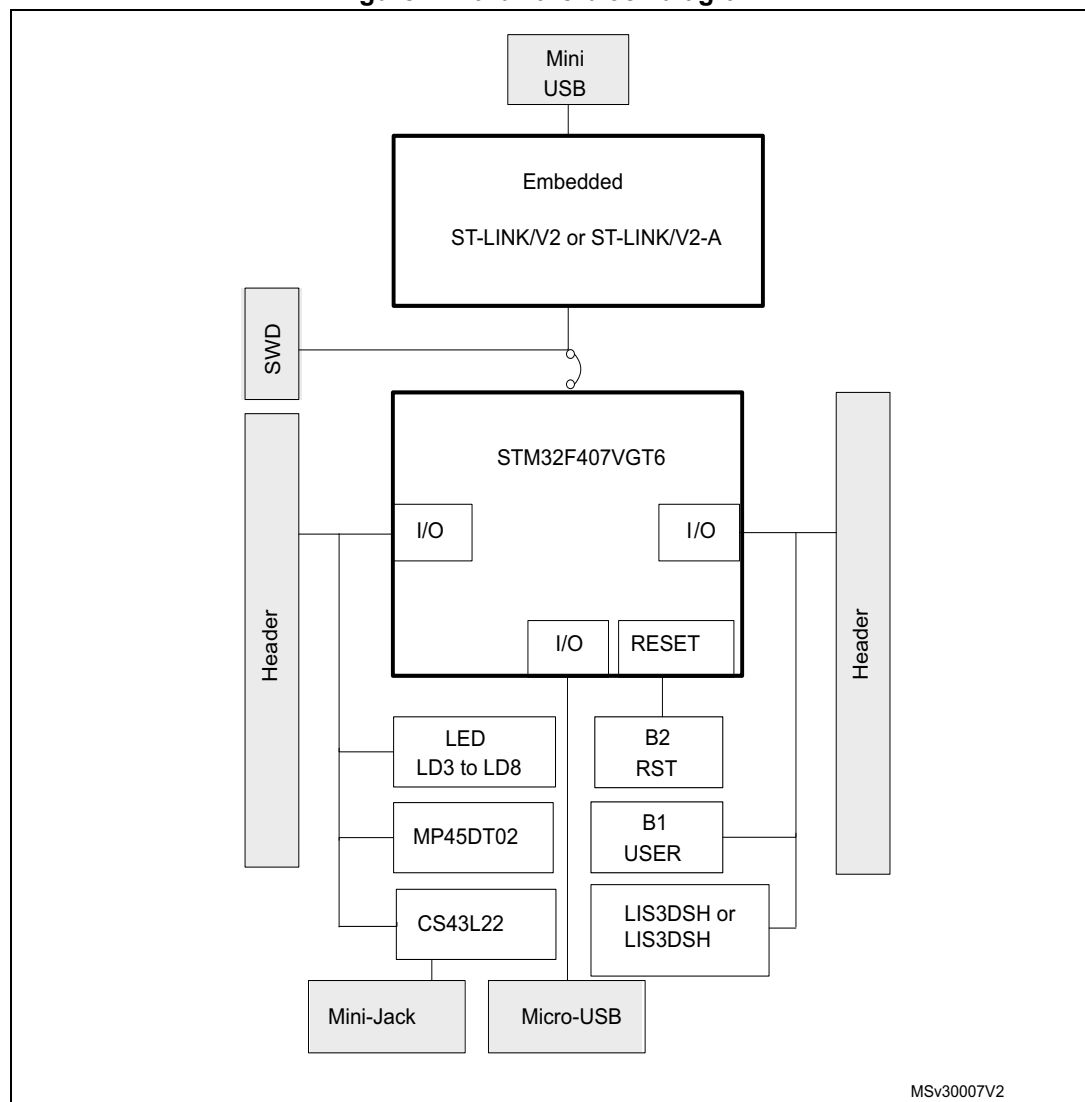 Mini
USB
Embedded
ST-LINK/V2 or ST-LINK/V2-A
SWD
STM32F407VGT6
I/O
I/O
Header
Header
I/O
RESET
LED
LD3 to LD8
B2
RST
MP45DT02
B1
USER
CS43L22
LIS3DSH or
LIS3DSH
Mini-Jack
Micro-USB
MSv30007V2